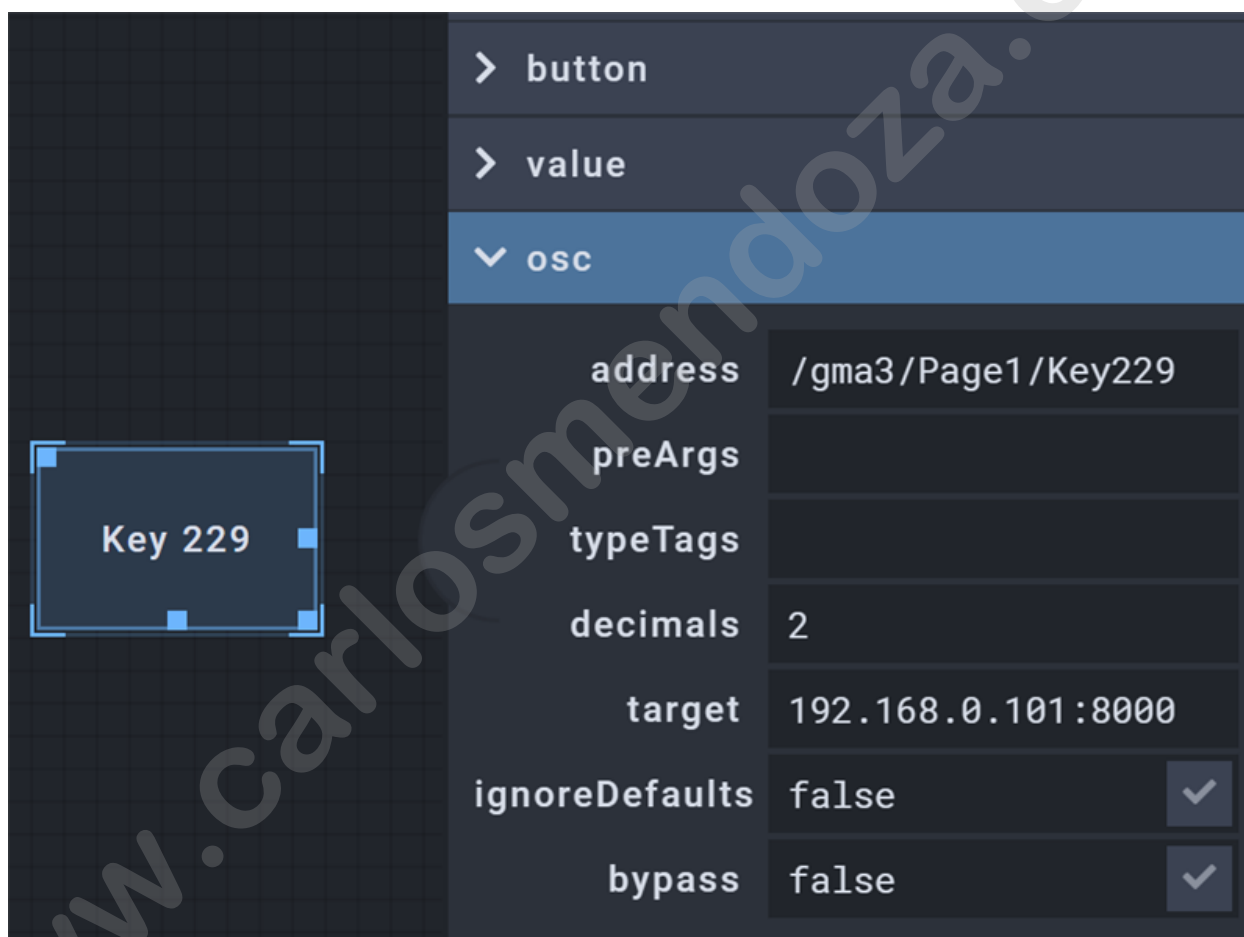 button
value
osc
address /gma3/Page1/Key229
preArgs
Key 229
typeTags
decimals 2
target 192.168.0.101:8000
ignoreDefaults false
bypass false
www.carlosmendoza.